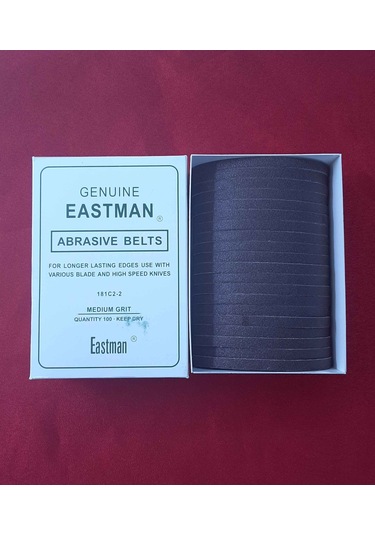 GENUINE
EASTMAN ®
ABRASIVE BELTS
FOR LONGER LASTING EDGES USE WITH
VARIOUS BLADE AND HIGH SPEED KNIVES
181C2-2
MEDIUM GRIT
QUANTITY 100 - KEEP DRY
Eastman ®